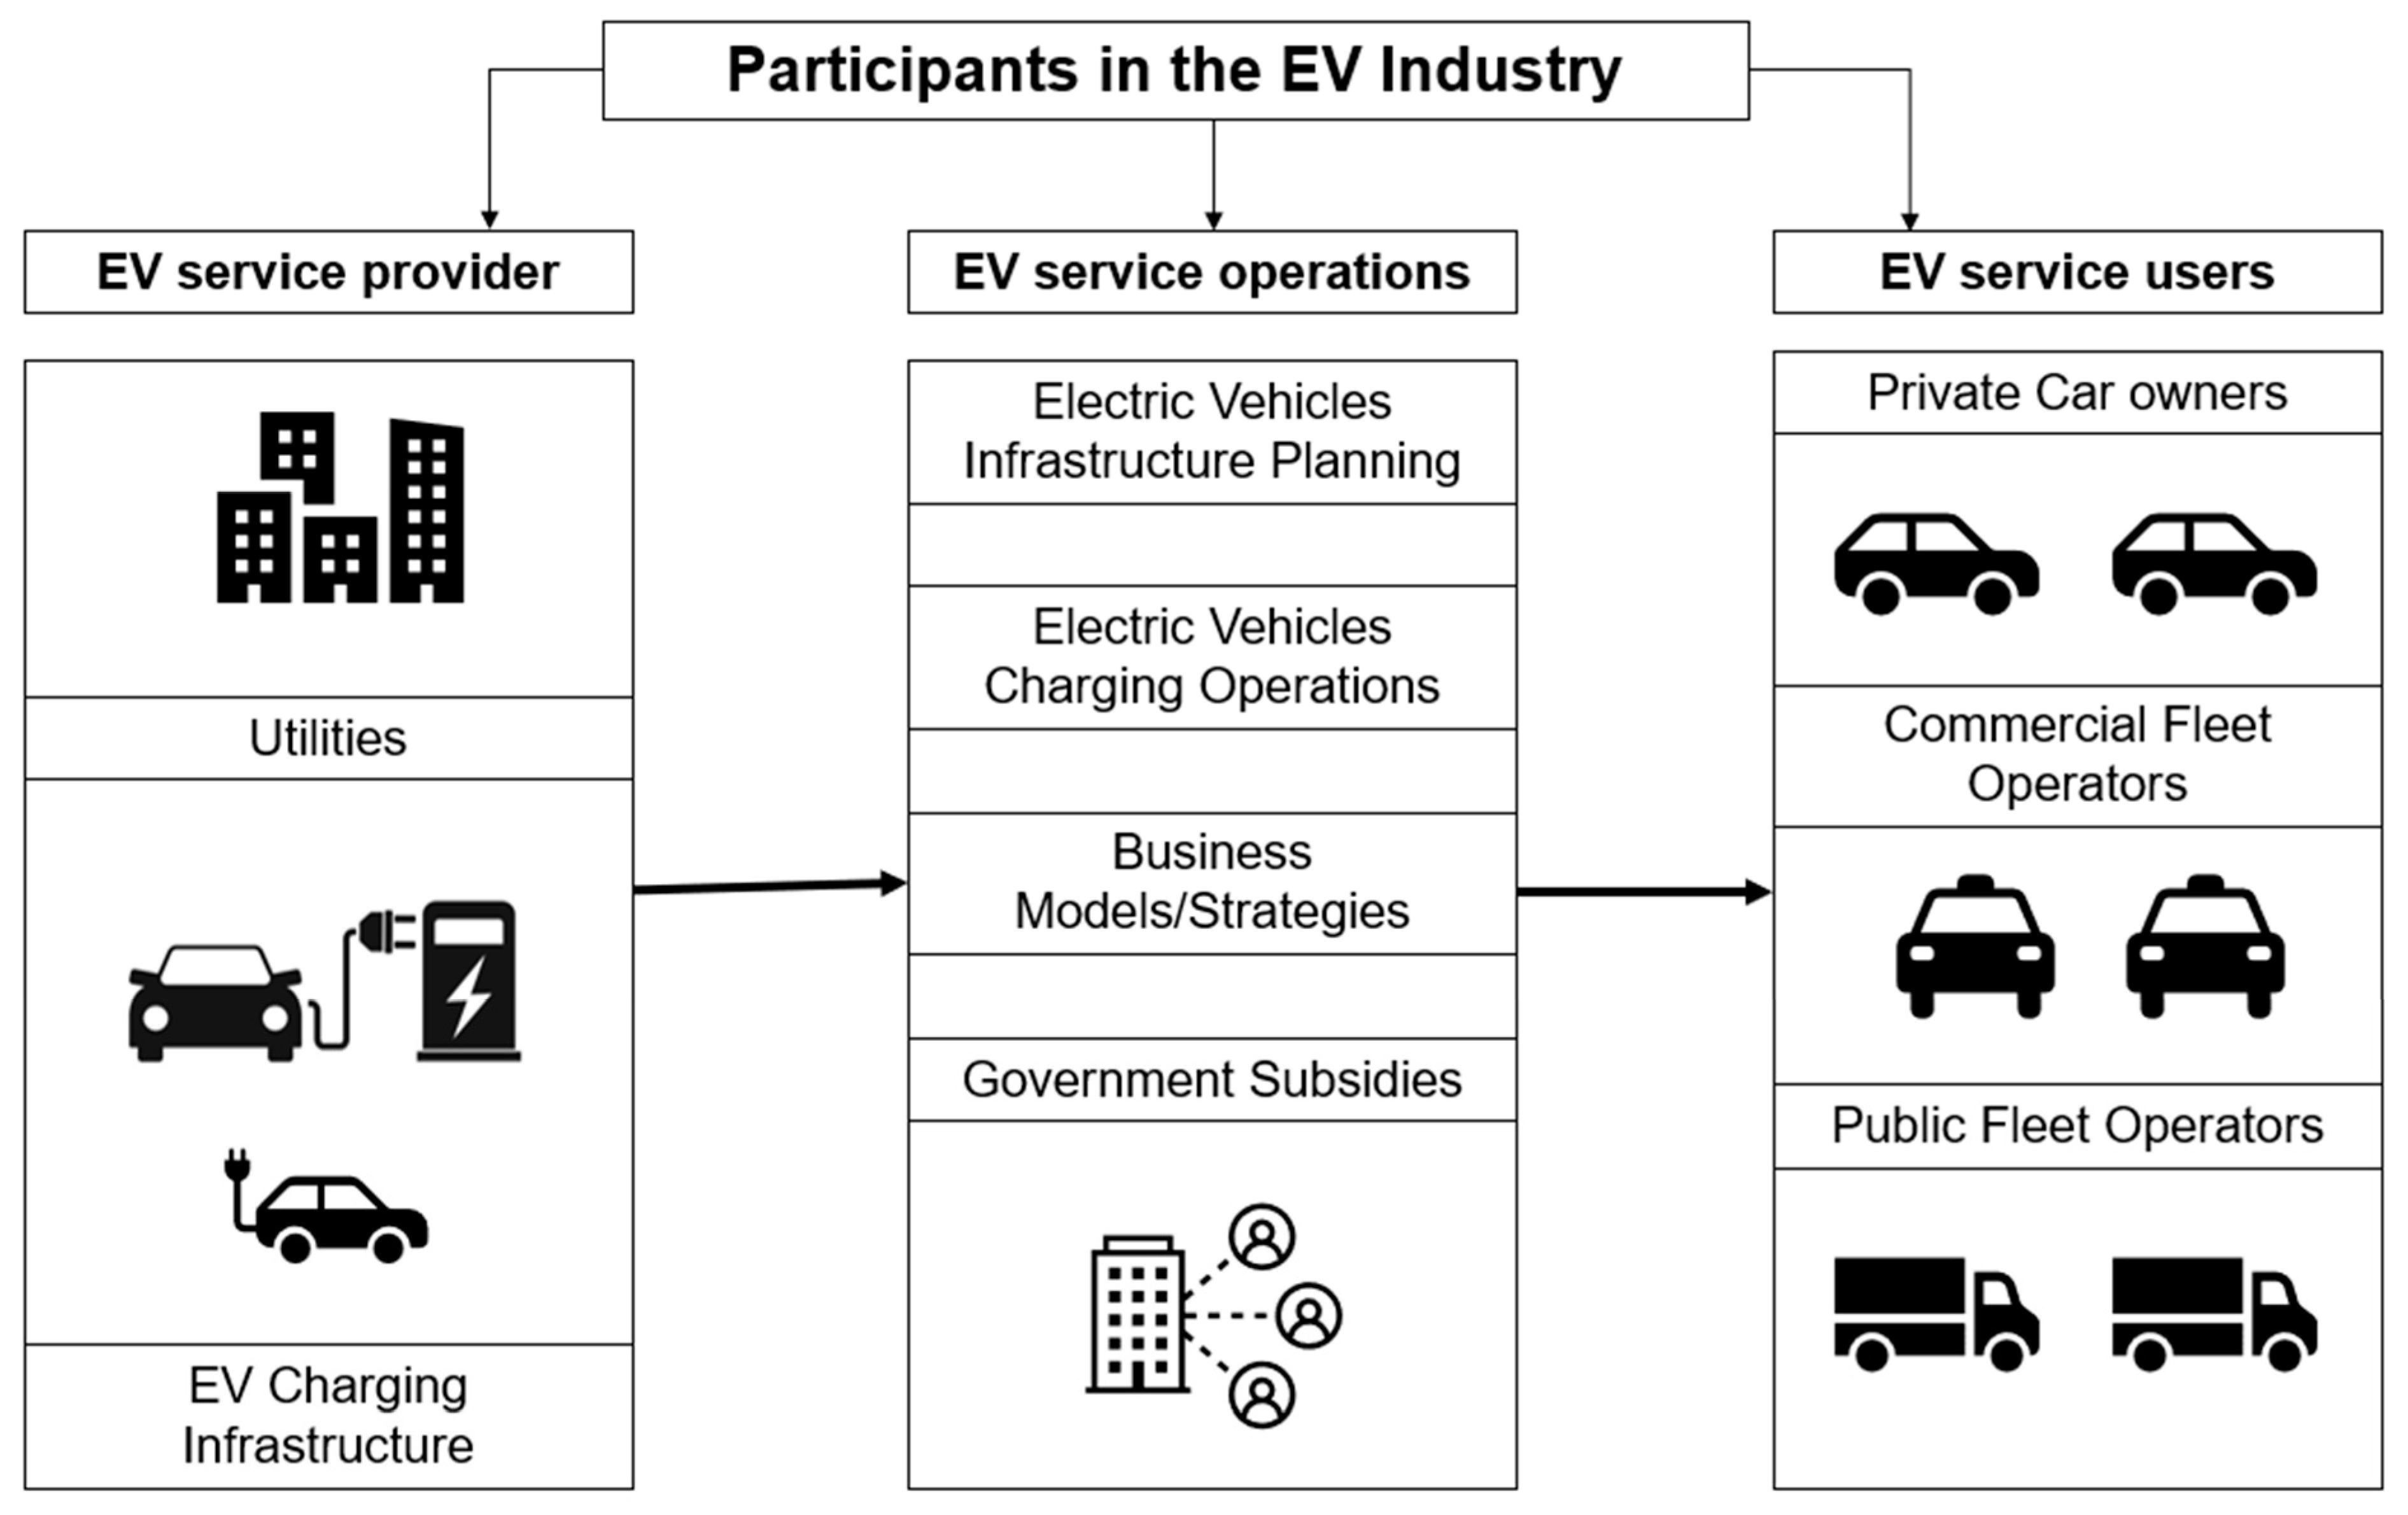 Participants in the EV Industry
EV service provider
EV service operations
EV service users
Utilities
EV Charging
Infrastructure
Electric Vehicles
Infrastructure Planning
Electric Vehicles
Charging Operations
Business
Models/Strategies
Government Subsidies
Private Car owners
Commercial Fleet
Operators
Public Fleet Operators